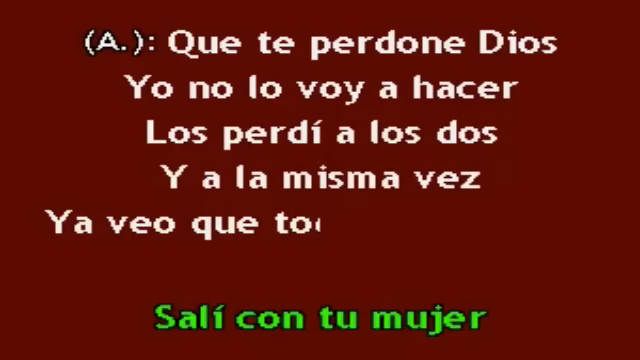 (A.): Que te perdone Dios
Yo no lo voy a hacer
Los perdí a los dos
Y a la misma vez
Ya veo que
Salí con tu mujer